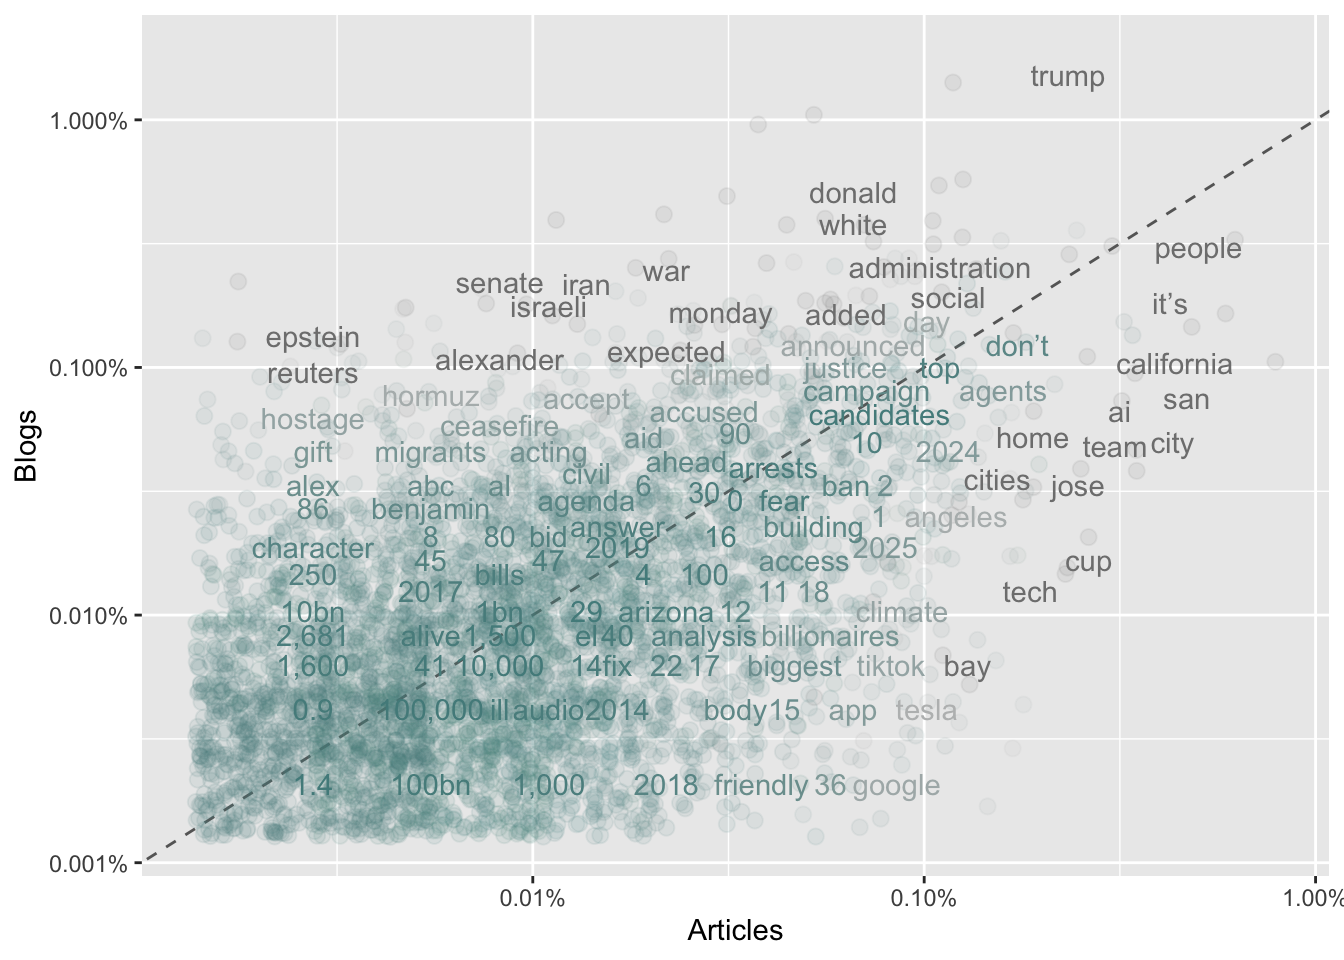 trump
1.000%
donald
white
people
administration
war
senate iran
social it’s
israeli
monday added day
epstein don’t
announced
expected
alexander california
0.100% justice top
reuters claimed
campaign agents
hormuz accept san
accused candidates ai
hostage
ceasefire
aid 90 home
10 team city
gift migrants acting 2024
ahead arrests
civil cities
alex abc al 6 ban 2 jose
30
agenda 0 fear
86 benjamin 1 angeles
answer building
8 80 bid 16
character 2019 2025
45 47 access cup
250 bills 4 100
2017 11 18 tech
0.010% 10bn 1bn 29 arizona 12 climate
2,681 alive 1,500 el 40 analysis billionaires
1,600 41 10,000 14 fix 22 17 biggest tiktok bay
0.9 100,000 ill audio 2014 body 15 app tesla
1.4 100bn 1,000 2018 friendly 36 google
0.001%
Blogs
0.01% 0.10% 1.00%
Articles